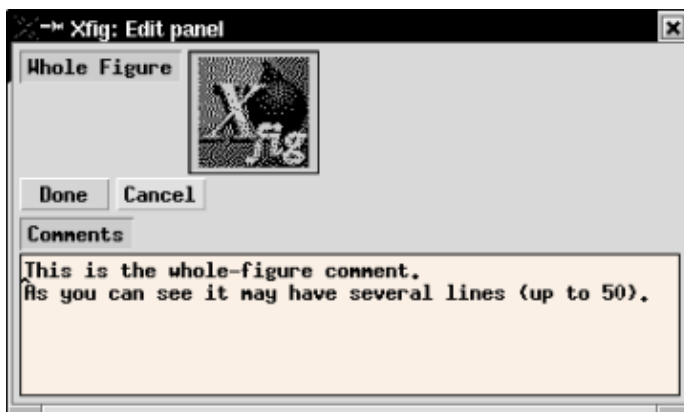 Xfig: Edit panel
Whole Figure
Xfig
Done Cancel
Comments
This is the whole-figure comment.
As you can see it may have several lines (up to 50).